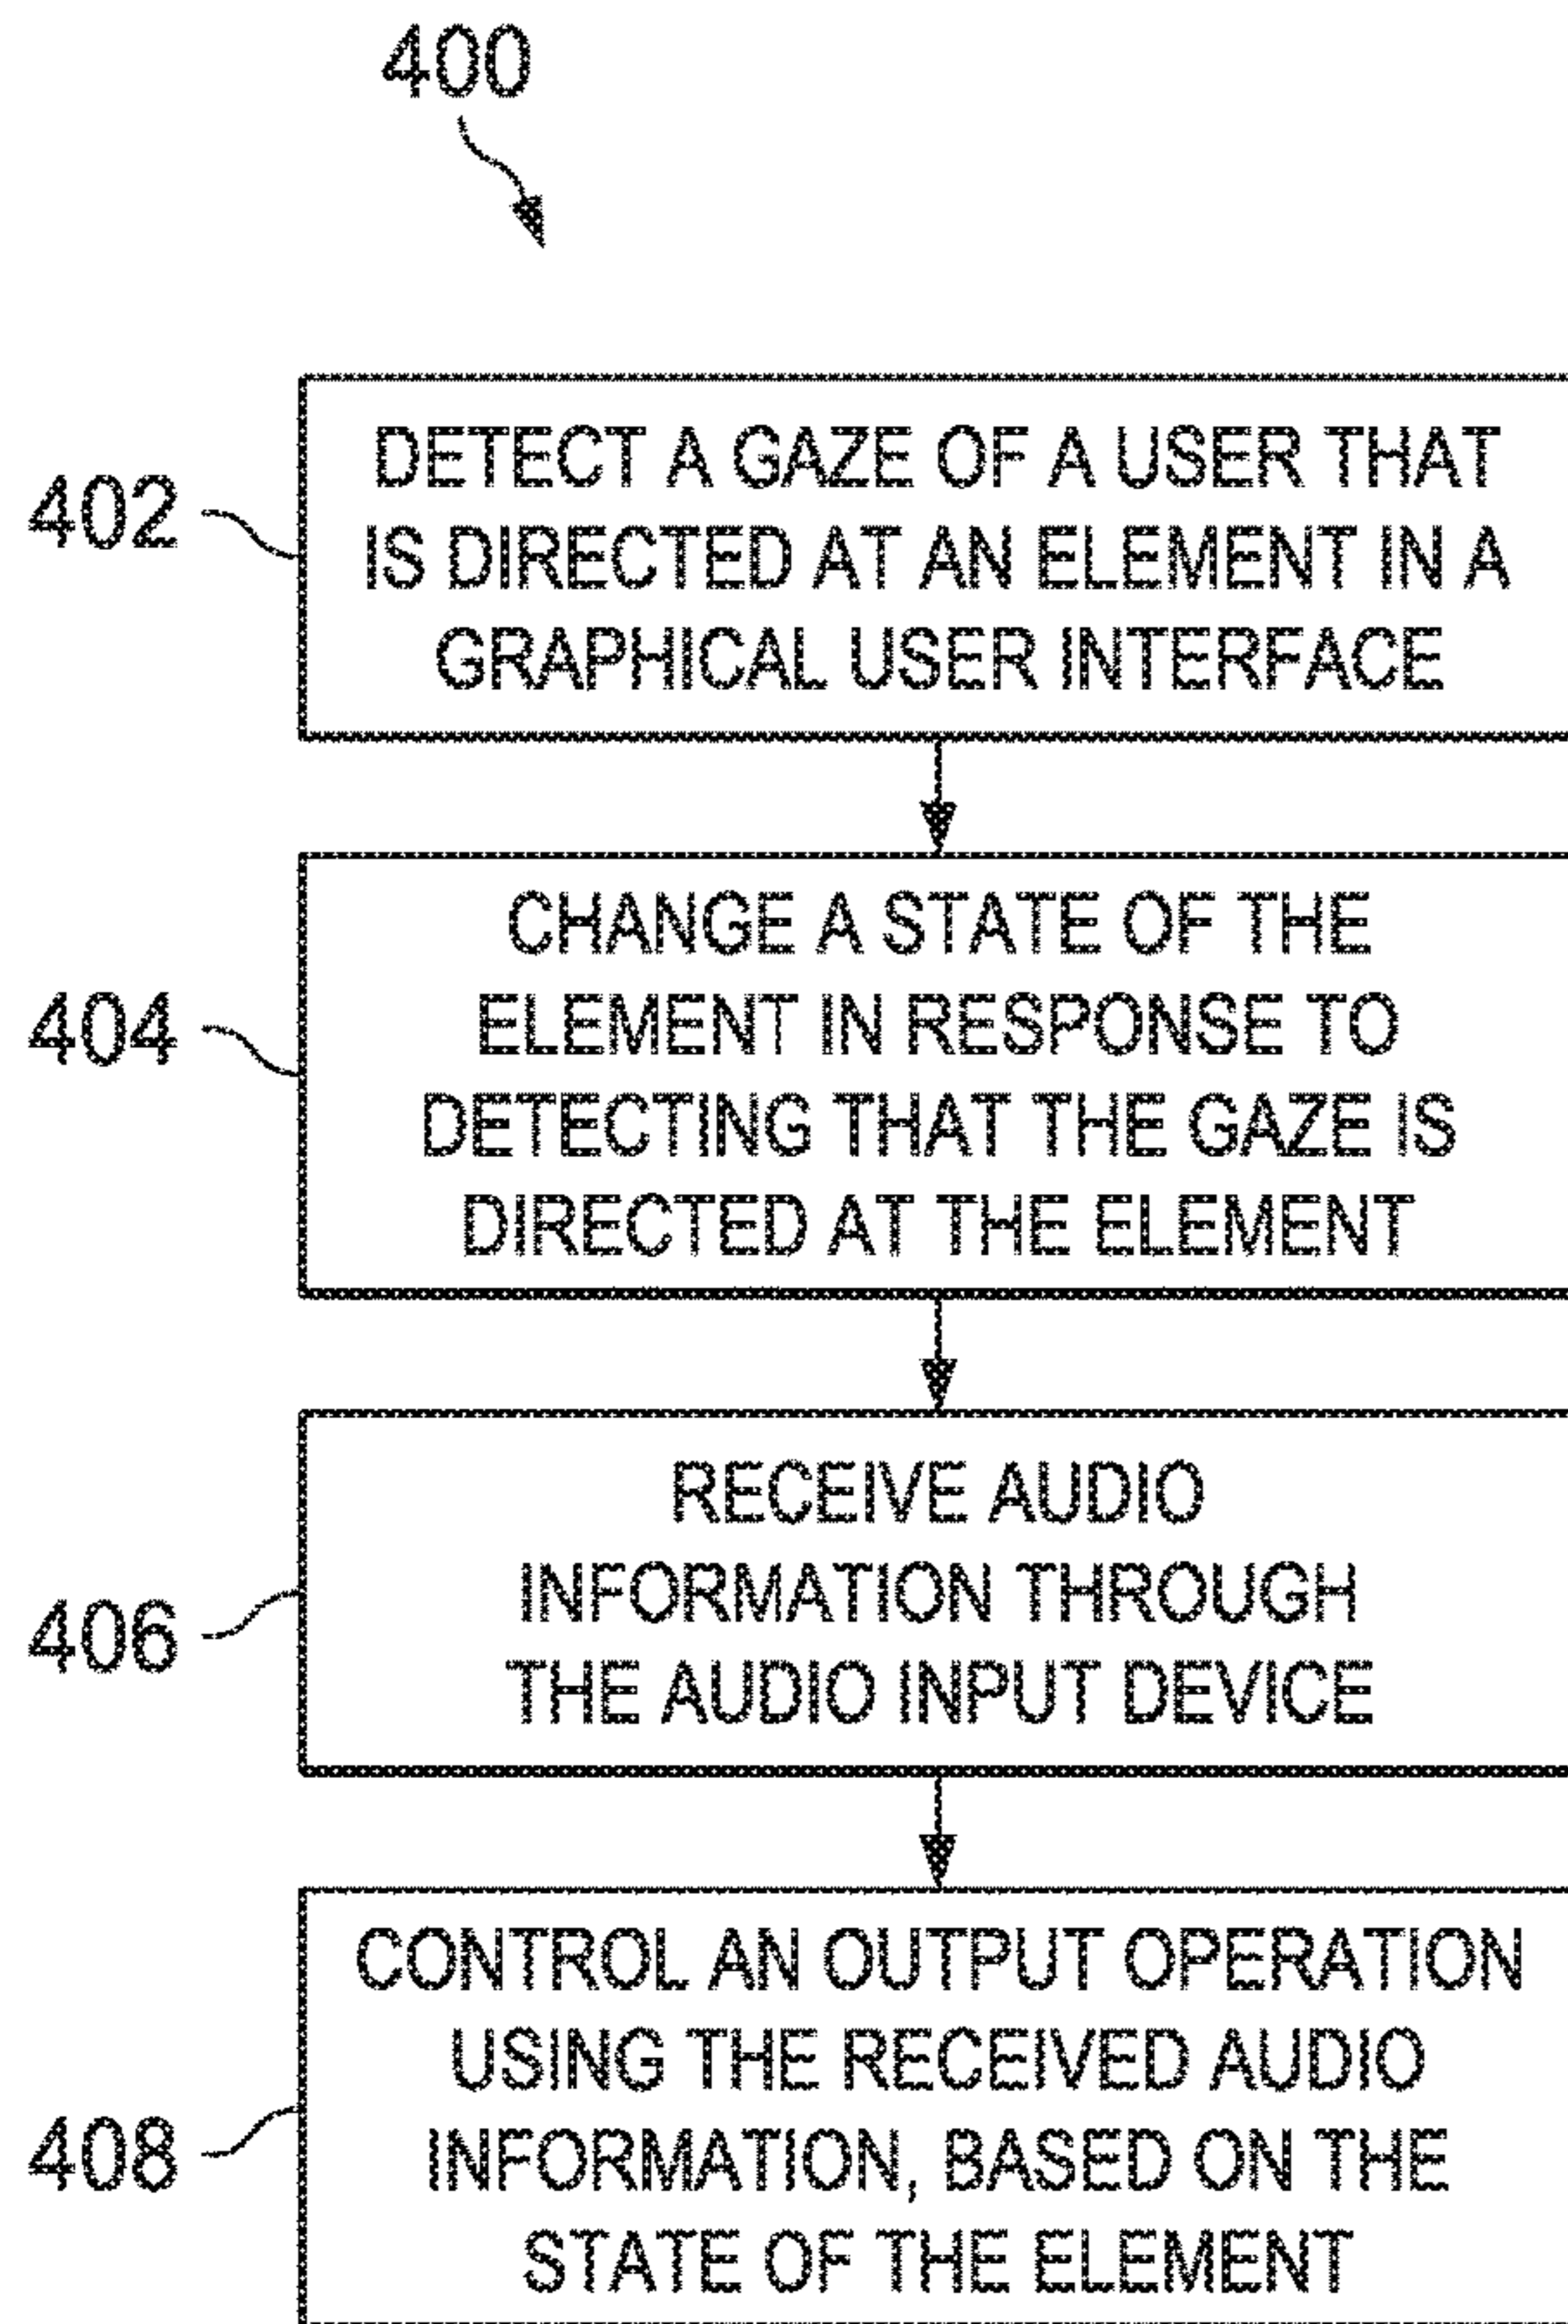 400
402
DETECT A GAZE OF A USER THAT
IS DIRECTED AT AN ELEMENT IN A
GRAPHICAL USER INTERFACE
404
CHANGE A STATE OF THE
ELEMENT IN RESPONSE TO
DETECTING THAT THE GAZE IS
DIRECTED AT THE ELEMENT
406
RECEIVE AUDIO
INFORMATION THROUGH
THE AUDIO INPUT DEVICE
408
CONTROL AN OUTPUT OPERATION
USING THE RECEIVED AUDIO
INFORMATION, BASED ON THE
STATE OF THE ELEMENT